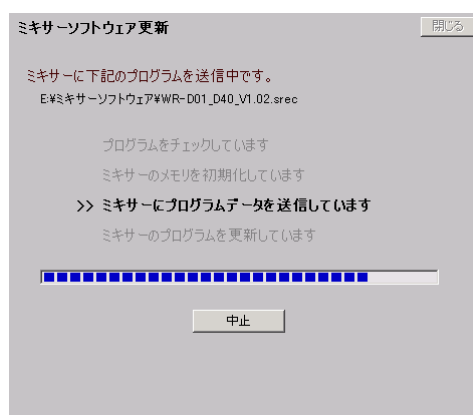 ミキサーソフトウェア更新
閉じる
ミキサーに下記のプログラムを送信中です。
E:¥ミキサーソフトウェア¥WR-D01_D40_V1.02.srec
プログラムをチェックしています
ミキサーのメモリを初期化しています
>> ミキサーにプログラムデータを送信しています
ミキサーのプログラムを更新しています
中止